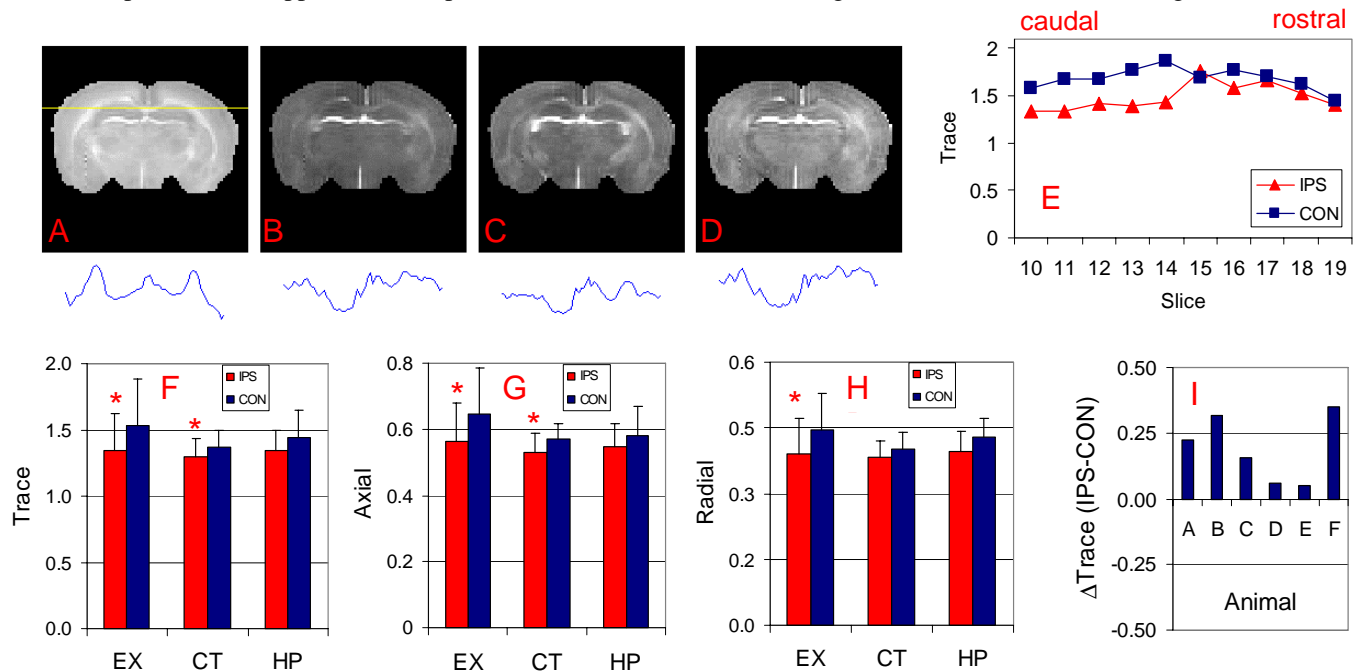 caudal rostral
A B C D
2
1.5
1
0.5
0
Trace
E
IPS
CON
10 11 12 13 14 15 16 17 18 19
Slice
2.0
1.5
1.0
0.5
0.0
Trace
F
IPS
CON
* *
EX CT HP
0.8
0.6
0.4
0.2
0
Axial
G
IPS
CON
* *
EX CT HP
0.6
0.5
0.3
0.2
0.0
Radial
H
IPS
CON
*
EX CT HP
0.50
0.25
0.00
-0.25
-0.50
ΔTrace (IPS-CON)
I
A B C D E F
Animal